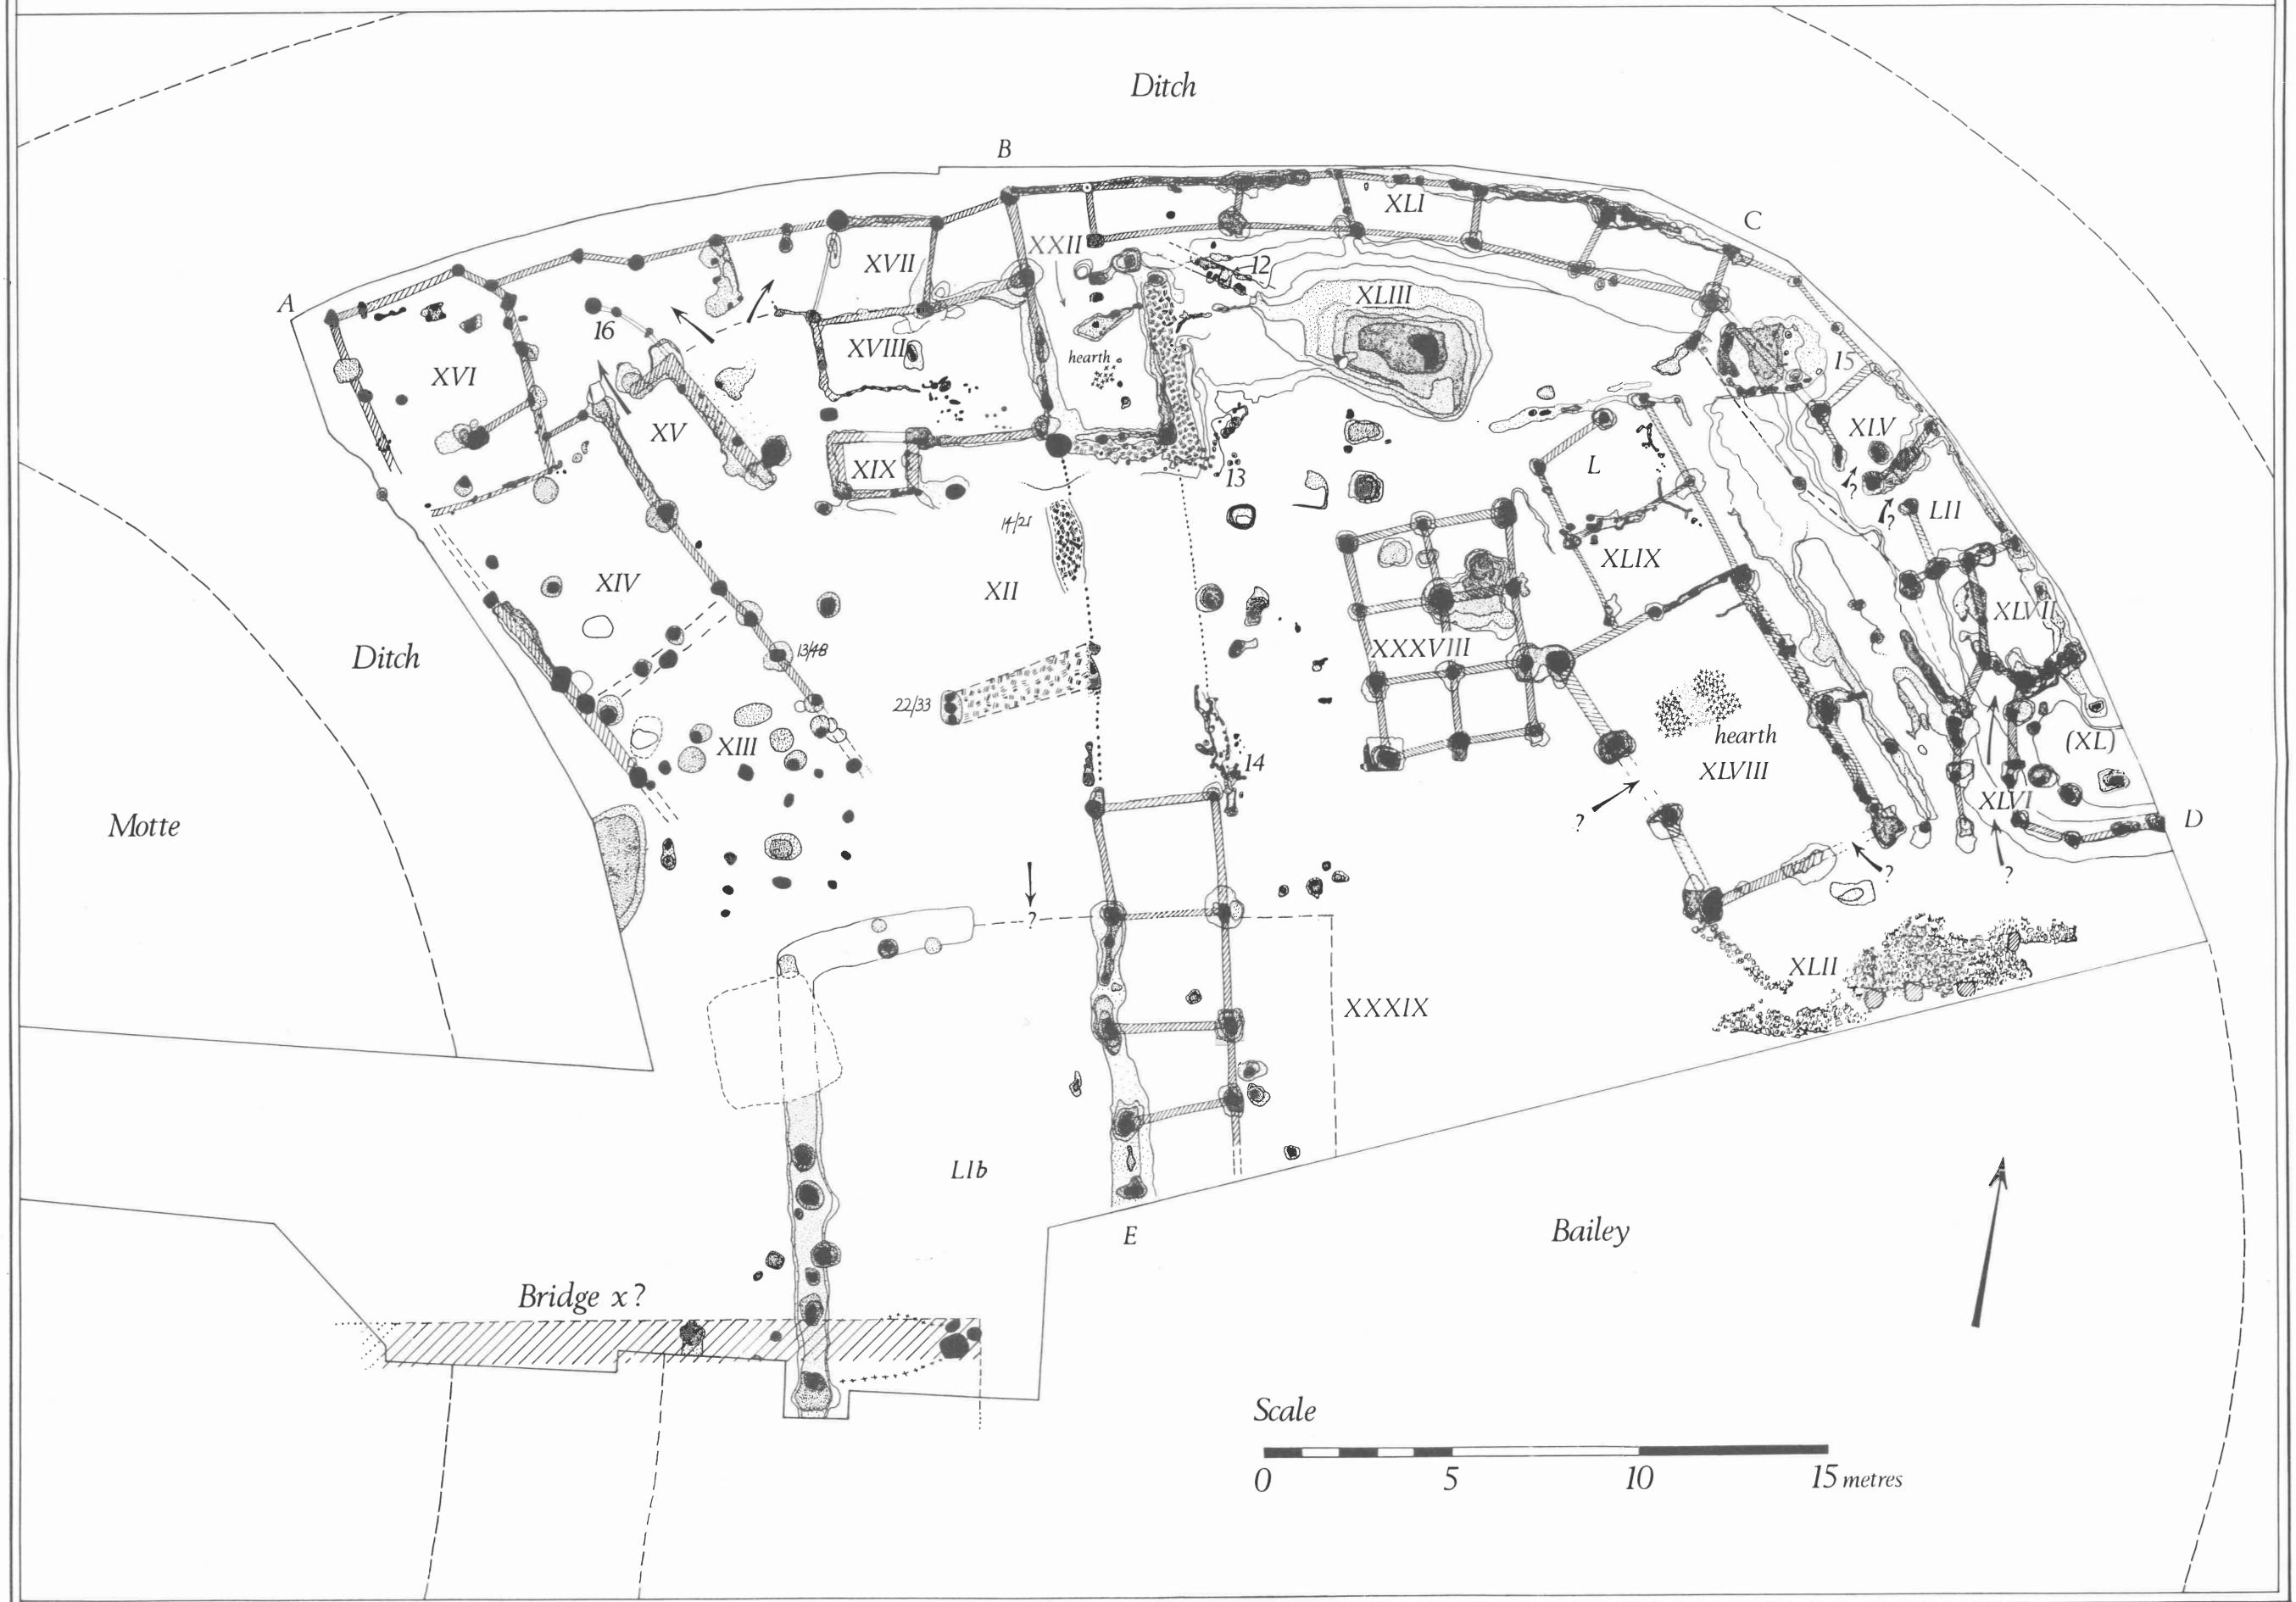 Ditch
B
C
XLI
XXII
XVII
12
XLIII
A
16
XVIII
hearth
15
XVI
XV
XLV
XIX
L
13
?
14/21
?
LII
XIV
XII
XLIX
XLVII
Ditch
13/48
XXXVIII
22/33
XIII
hearth
(XL)
14
XLVIII
XLVI
Motte
?
D
?
?
?
XLII
XXXIX
LIb
E
Bailey
Bridge x?
Scale
0 5 10 15 metres